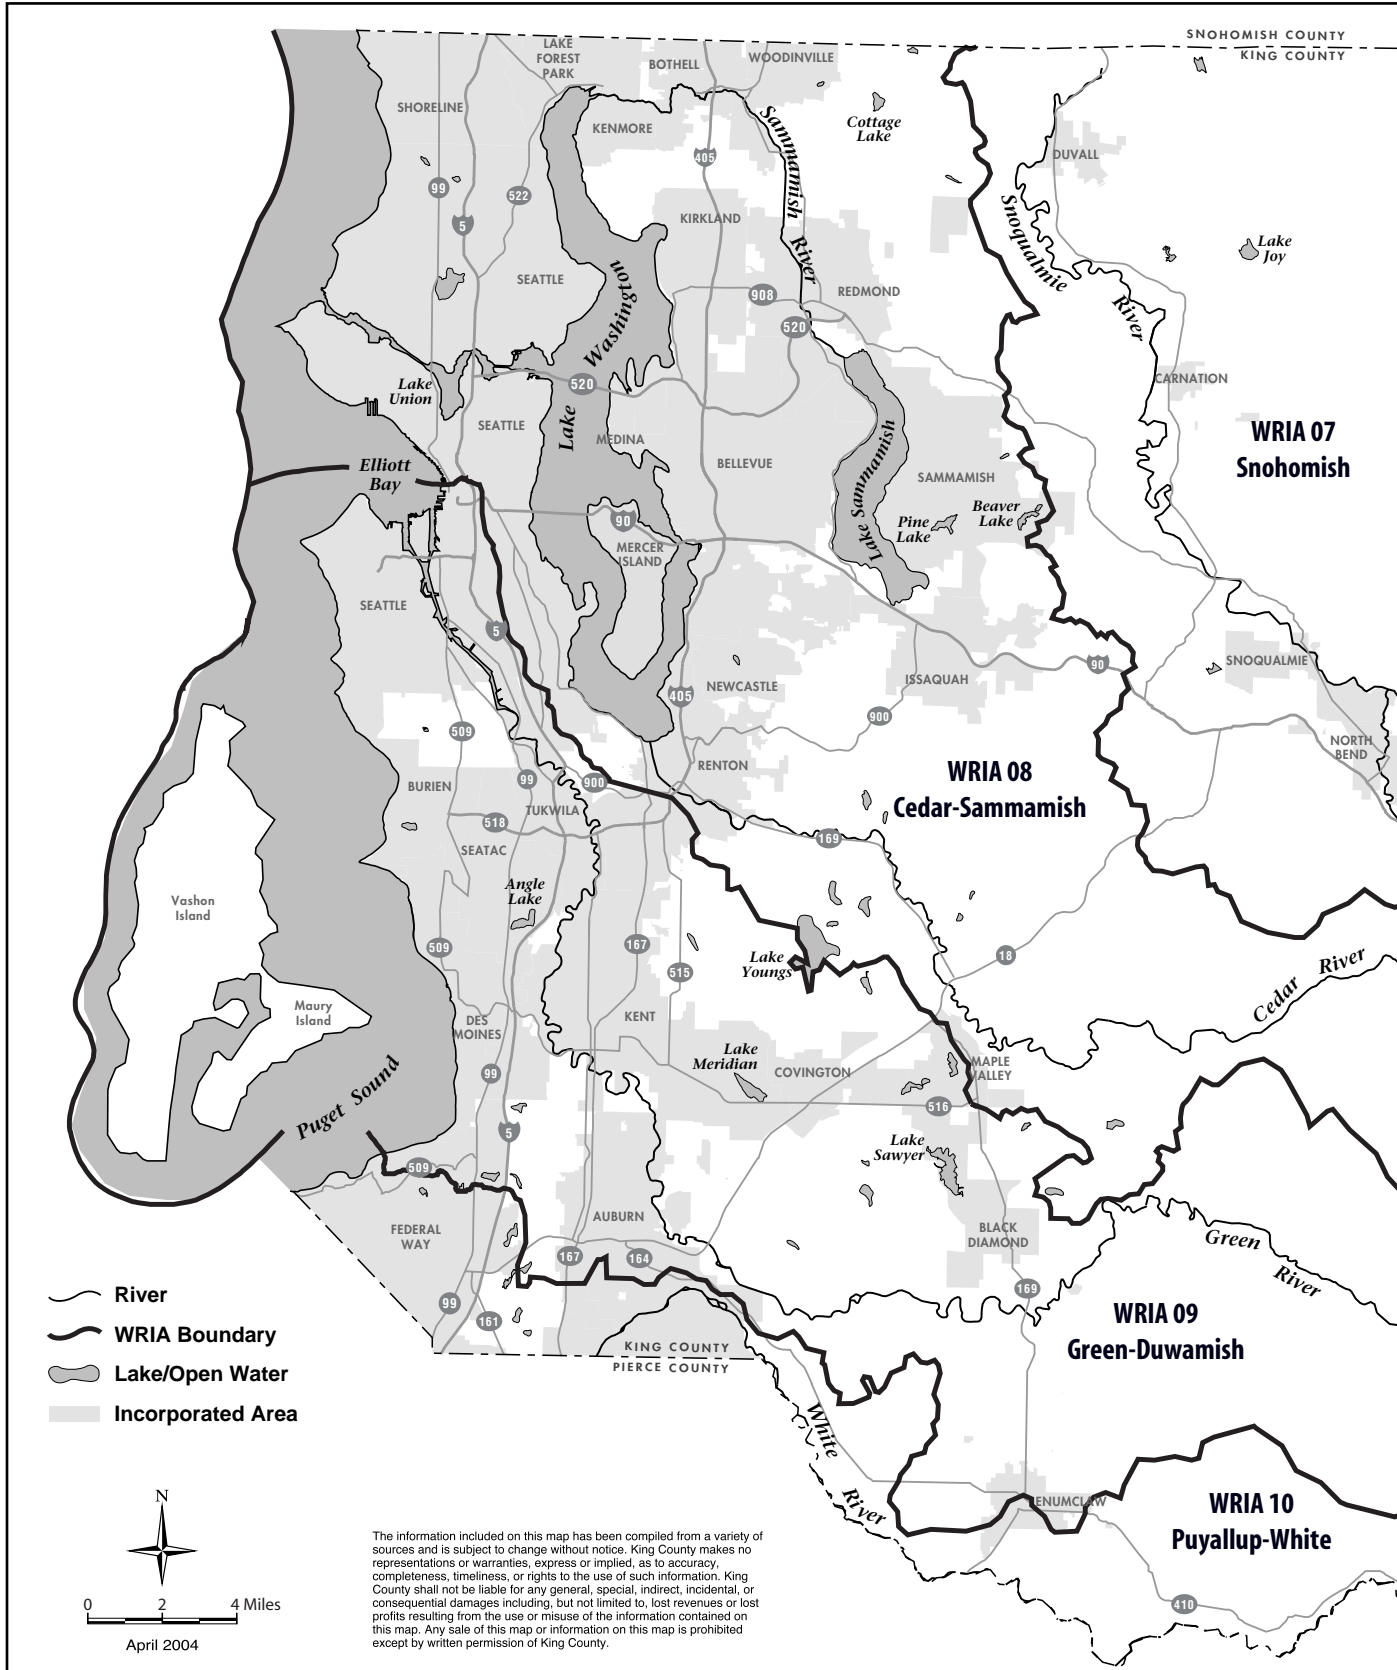 SNOHOMISH COUNTY
KING COUNTY
LAKE
FOREST
PARK
BOTHELL
WOODINVILLE
SHORELINE
KENMORE
Cottage
Lake
DUVALL
405
99
522
5
Sammamish
River
KIRKLAND
Snoqualmie
River
Lake
Joy
SEATTLE
Lake Washington
908
REDMOND
520
520
Lake
Union
CARNATION
SEATTLE
MEDINA
BELLEVUE
WRIA 07
Snohomish
Elliott
Bay
Lake Sammamish
SAMMAMISH
Pine
Lake
Beaver
Lake
90
MERCER
ISLAND
SEATTLE
5
90
SNOQUALMIE
ISSAQUAH
405
NEWCASTLE
900
509
NORTH
BEND
RENTON
WRIA 08
Cedar-Sammamish
BURIEN
99
900
TUKWILA
518
169
SEATAC
Angle
Lake
Vashon
Island
509
167
515
Lake
Youngs
18
Cedar River
Maury
Island
DES
MOINES
KENT
Lake
Meridian
COVINGTON
MAPLE
VALLEY
99
516
Puget Sound
5
Lake
Sawyer
509
FEDERAL
WAY
AUBURN
BLACK
DIAMOND
Green
River
167
164
169
99
161
WRIA 09
Green-Duwamish
KING COUNTY
PIERCE COUNTY
River
WRIA Boundary
Lake/Open Water
Incorporated Area
White
River
ENUMCLAW
WRIA 10
Puyallup-White
410
N
0 2 4 Miles
April 2004
The information included on this map has been compiled from a variety of
sources and is subject to change without notice. King County makes no
representations or warranties, express or implied, as to accuracy,
completeness, timeliness, or rights to the use of such information. King
County shall not be liable for any general, special, indirect, incidental, or
consequential damages including, but not limited to, lost revenues or lost
profits resulting from the use or misuse of the information contained on
this map. Any sale of this map or information on this map is prohibited
except by written permission of King County.